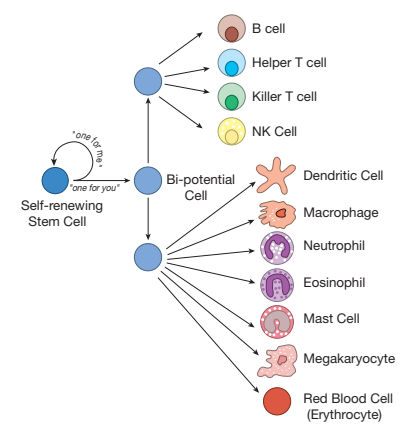 B cell
Helper T cell
Killer T cell
NK Cell
"one for me"
"one for you"
Self-renewing
Stem Cell
Bi-potential
Cell
Dendritic Cell
Macrophage
Neutrophil
Eosinophil
Mast Cell
Megakaryocyte
Red Blood Cell
(Erythrocyte)